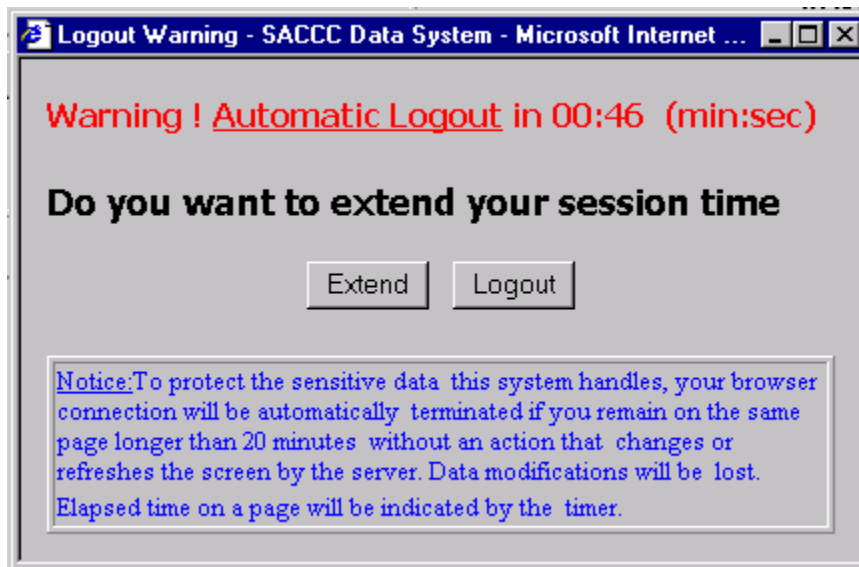 Logout Warning - SACCC Data System - Microsoft Internet ...
Warning ! Automatic Logout in 00:46 (min:sec)
Do you want to extend your session time
Extend Logout
Notice:To protect the sensitive data this system handles, your browser
connection will be automatically terminated if you remain on the same
page longer than 20 minutes without an action that changes or
refreshes the screen by the server. Data modifications will be lost.
Elapsed time on a page will be indicated by the timer.